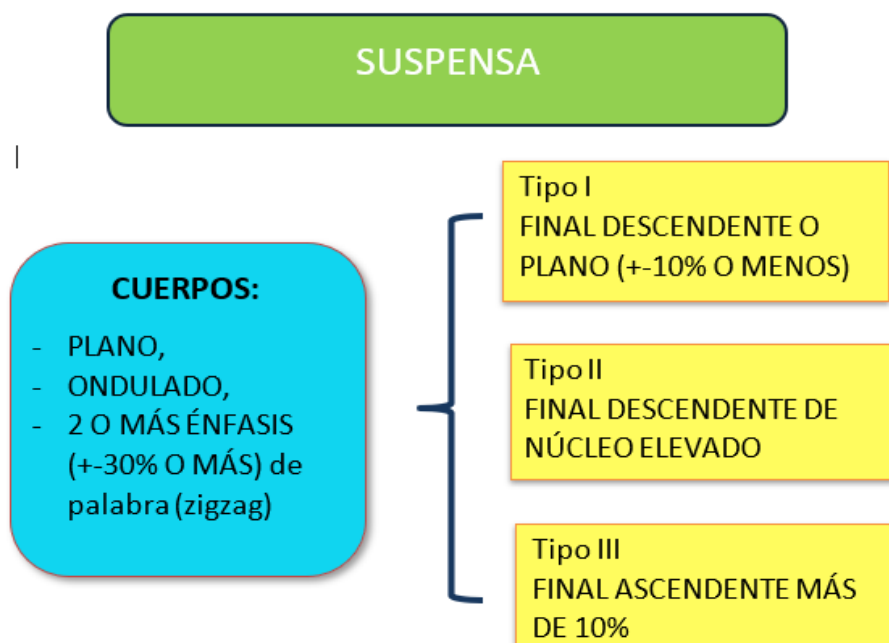 SUSPENSA
CUERPOS:
- PLANO,
- ONDULADO,
- 2 O MÁS ÉNFASIS
(+-30% O MÁS) de
palabra (zigzag)
Tipo I
FINAL DESCENDENTE O
PLANO (+-10% O MENOS)
Tipo II
FINAL DESCENDENTE DE
NÚCLEO ELEVADO
Tipo III
FINAL ASCENDENTE MÁS
DE 10%